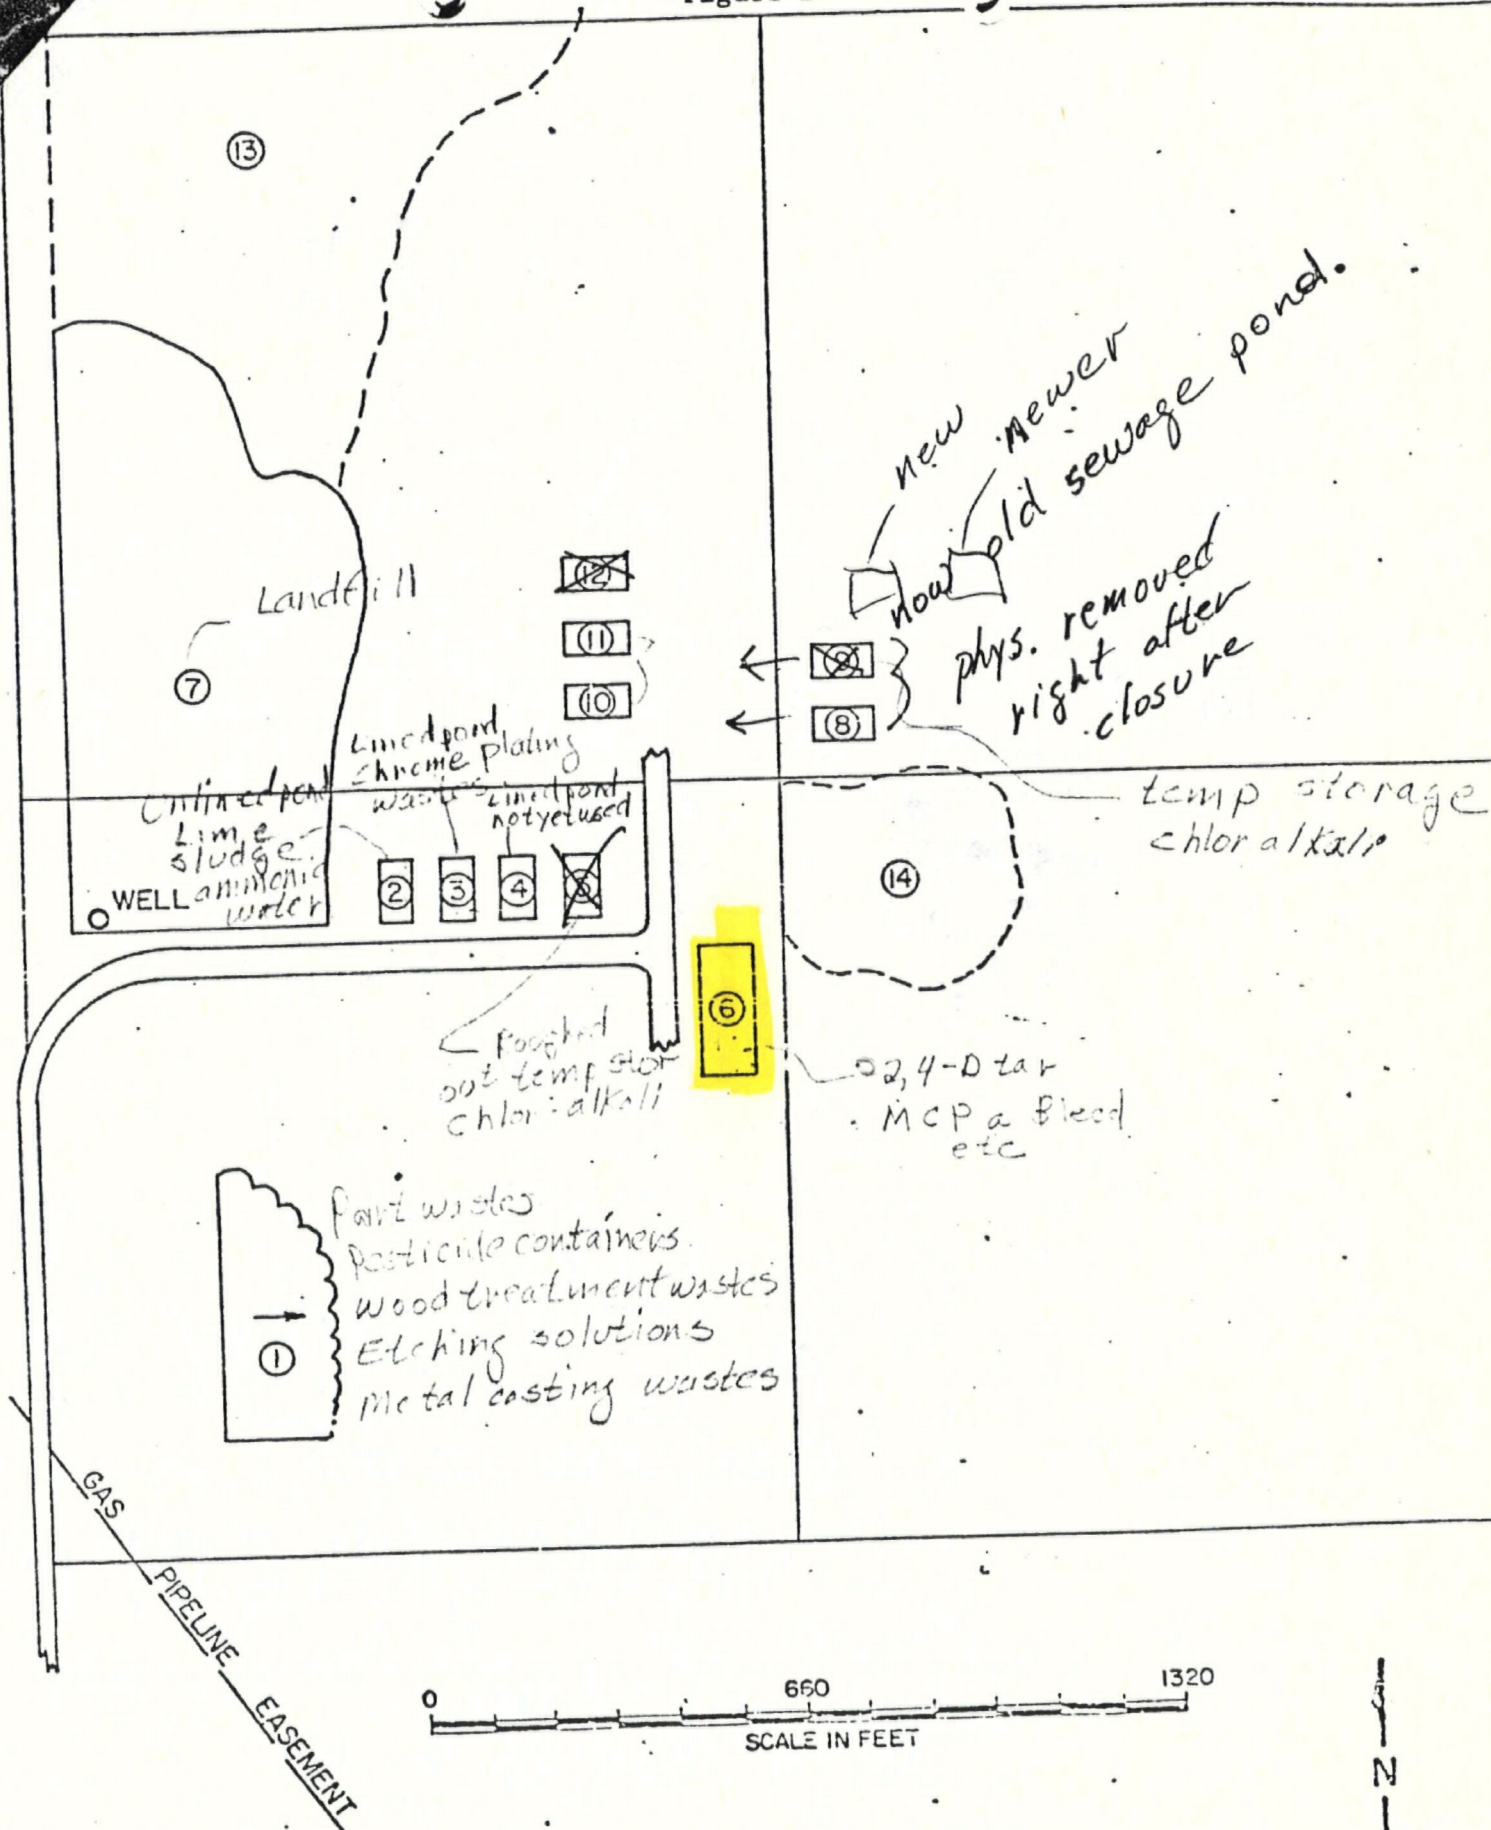 13
new
newer
now old sewage pond.
phys. removed
right after
closure
12
Landfill
11
9
7
10
8
Lined pond
chrome plating
wastes
Unlined pond
Lime
sludge
ammonia
water
Lined pond
not yet used
temp storage
chlor alkali
WELL
2
3
4
5
14
6
Roughed
out temp stor
chlor-alkali
2,4-D tar
MCPa Bleed
etc
Paint wastes
Pesticide containers
Wood treatment wastes
Etching solutions
Metal casting wastes
1
GAS PIPELINE EASEMENT
0 660 1320
SCALE IN FEET
N